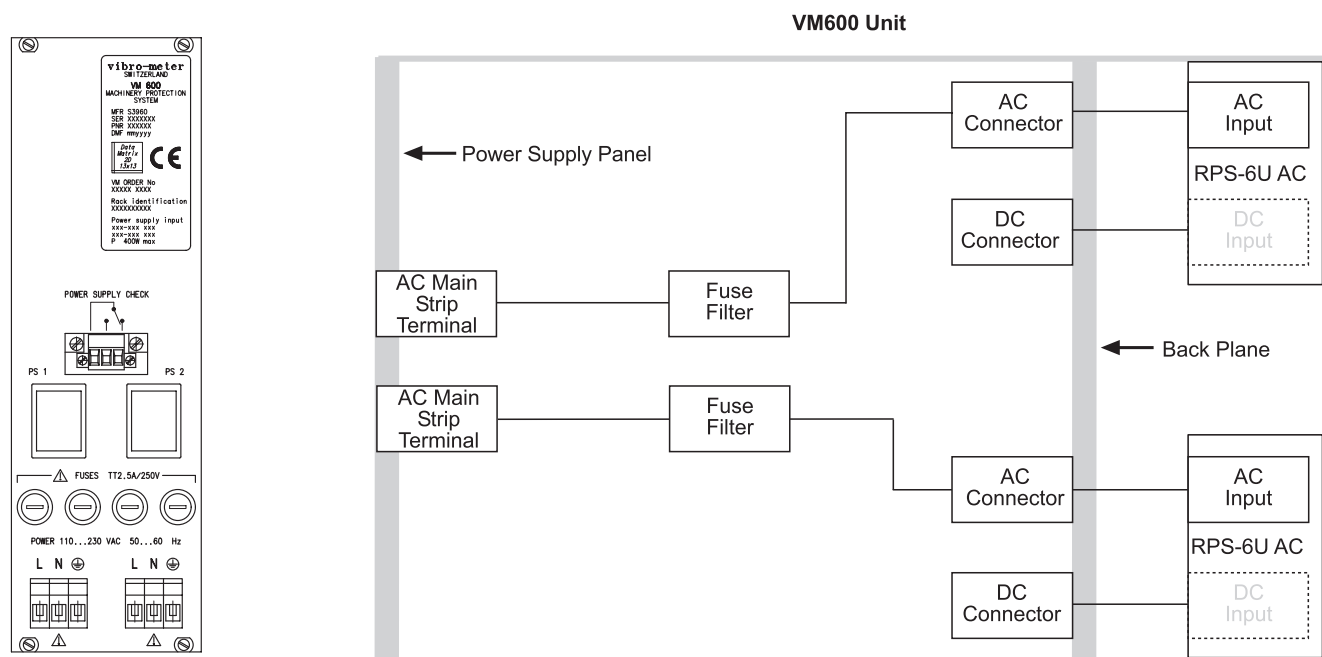 VM600 Unit
vibro-meter
SWITZERLAND
VM 600
MACHINERY PROTECTION
SYSTEM
MFR S3960
SER XXXXXXX
PNR XXXXXX
DMF mmyyyy
Data
Matrix
2D
13x13
CE
VM ORDER No
XXXXX XXXX
Rack identification
XXXXXXXXXX
Power supply input
xxx-xxx xxx
xxx-xxx xxx
P 400W max
POWER SUPPLY CHECK
PS 1
PS 2
FUSES TT2.5A/250V
POWER 110...230 VAC 50...60 Hz
L N
L N
Power Supply Panel
AC Main
Strip
Terminal
Fuse
Filter
AC
Connector
AC
Input
RPS-6U AC
DC
Connector
DC
Input
Back Plane
AC Main
Strip
Terminal
Fuse
Filter
AC
Connector
AC
Input
RPS-6U AC
DC
Connector
DC
Input